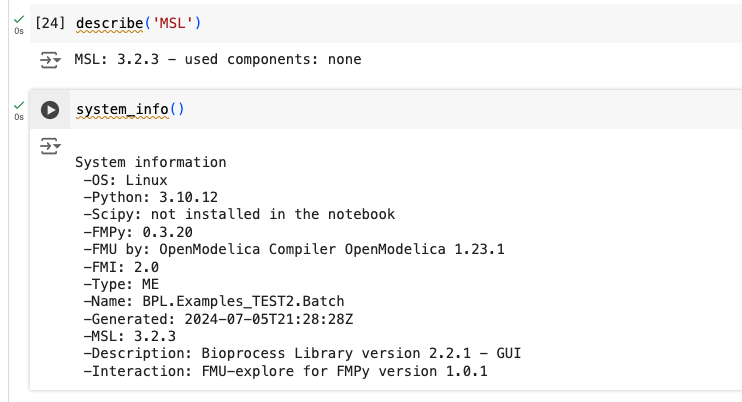 [24] describe('MSL')
0s
MSL: 3.2.3 – used components: none
system_info()
0s
System information
–OS: Linux
–Python: 3.10.12
–Scipy: not installed in the notebook
–FMPy: 0.3.20
–FMU by: OpenModelica Compiler OpenModelica 1.23.1
–FMI: 2.0
–Type: ME
–Name: BPL.Examples_TEST2.Batch
–Generated: 2024-07-05T21:28:28Z
–MSL: 3.2.3
–Description: Bioprocess Library version 2.2.1 – GUI
–Interaction: FMU-explore for FMPy version 1.0.1